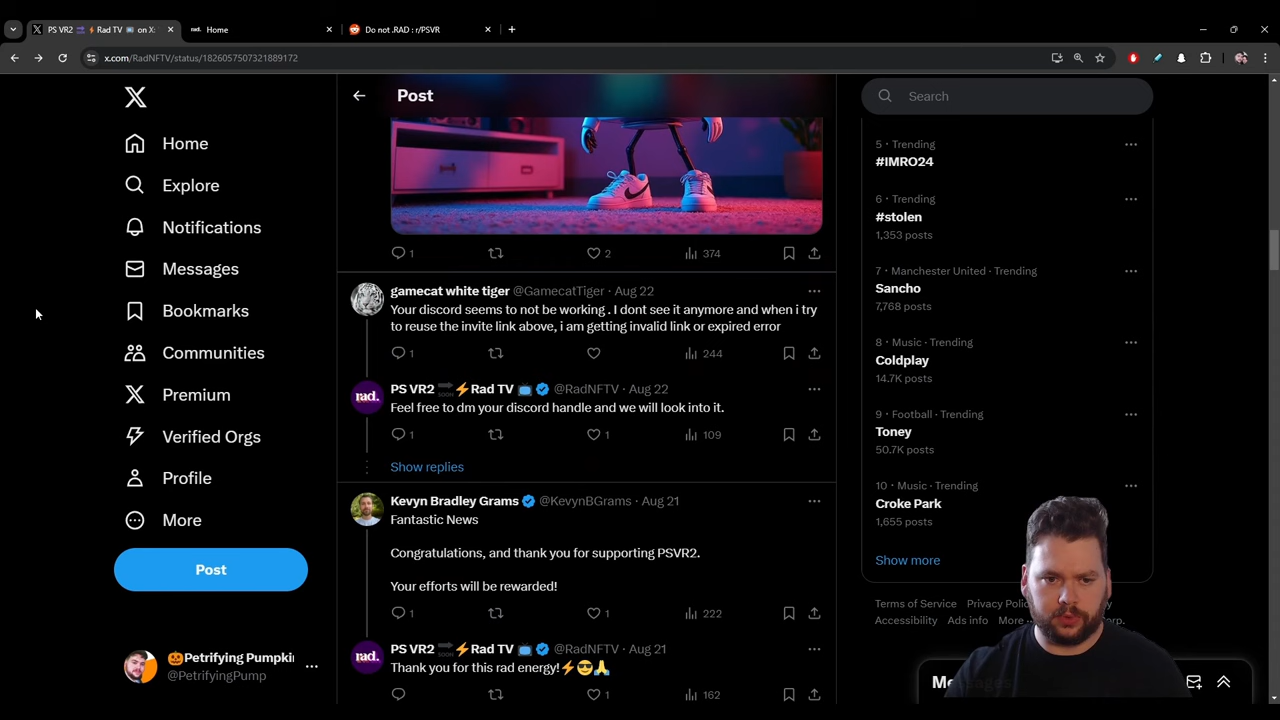 PS VR2 🔜 ⚡Rad TV 📺 on X:
rad. Home
Do not .RAD : r/PSVR
x.com/RadNFTV/status/1826057507321889172
Home
Explore
Notifications
Messages
Bookmarks
Communities
Premium
Verified Orgs
Profile
More
Post
🎃Petrifying Pumpki
@PetrifyingPump
Post
1 2 374
gamecat white tiger @GamecatTiger · Aug 22
Your discord seems to not be working . I dont see it anymore and when i try
to reuse the invite link above, i am getting invalid link or expired error
1 244
rad.
PS VR2 🔜 ⚡Rad TV 📺 @RadNFTV · Aug 22
Feel free to dm your discord handle and we will look into it.
1 1 109
Show replies
Kevyn Bradley Grams @KevynBGrams · Aug 21
Fantastic News
Congratulations, and thank you for supporting PSVR2.
Your efforts will be rewarded!
1 1 222
rad.
PS VR2 🔜 ⚡Rad TV 📺 @RadNFTV · Aug 21
Thank you for this rad energy!⚡😎🙏
1 162
Search
5 · Trending
#IMRO24
6 · Trending
#stolen
1,353 posts
7 · Manchester United · Trending
Sancho
7,768 posts
8 · Music · Trending
Coldplay
14.7K posts
9 · Football · Trending
Toney
50.7K posts
10 · Music · Trending
Croke Park
1,655 posts
Show more
Terms of Service Privacy Polic
Accessibility Ads info More